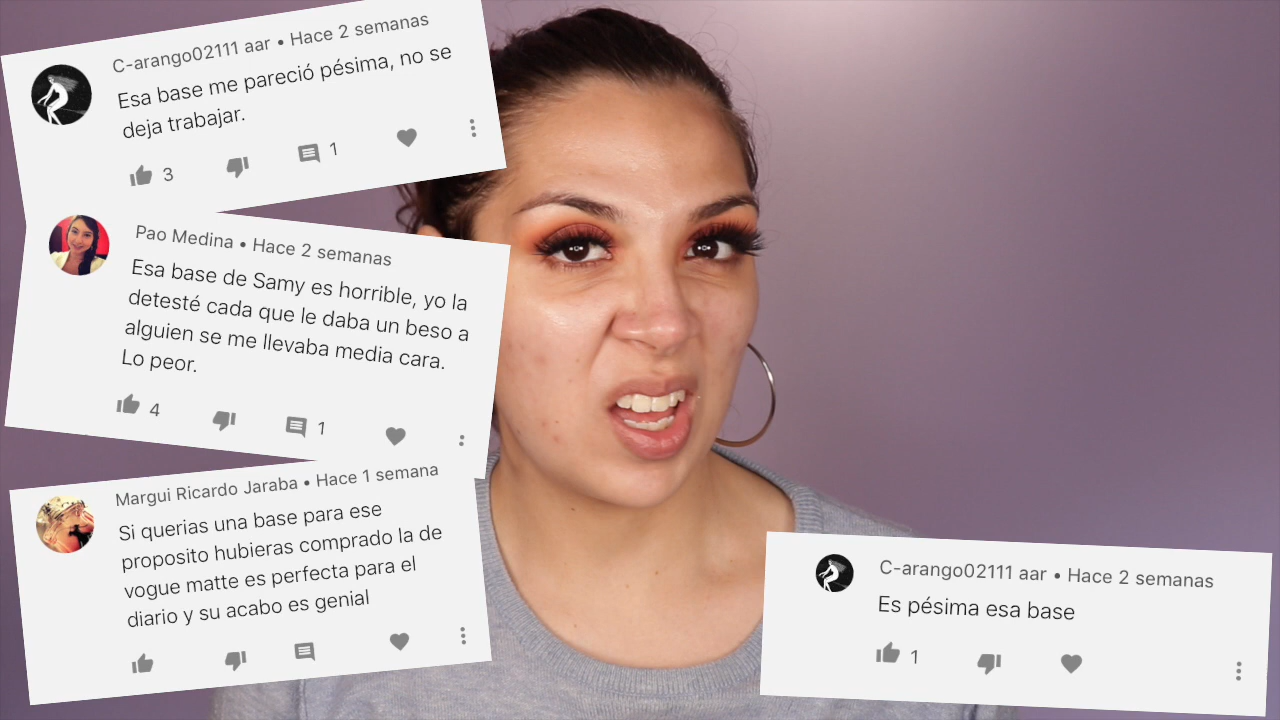 C-arango02111 aar • Hace 2 semanas
Esa base me pareció pésima, no se
deja trabajar.
3
1
Pao Medina • Hace 2 semanas
Esa base de Samy es horrible, yo la
detesté cada que le daba un beso a
alguien se me llevaba media cara.
Lo peor.
4
1
Margui Ricardo Jaraba • Hace 1 semana
Si querias una base para ese
proposito hubieras comprado la de
vogue matte es perfecta para el
diario y su acabo es genial
C-arango02111 aar • Hace 2 semanas
Es pésima esa base
1